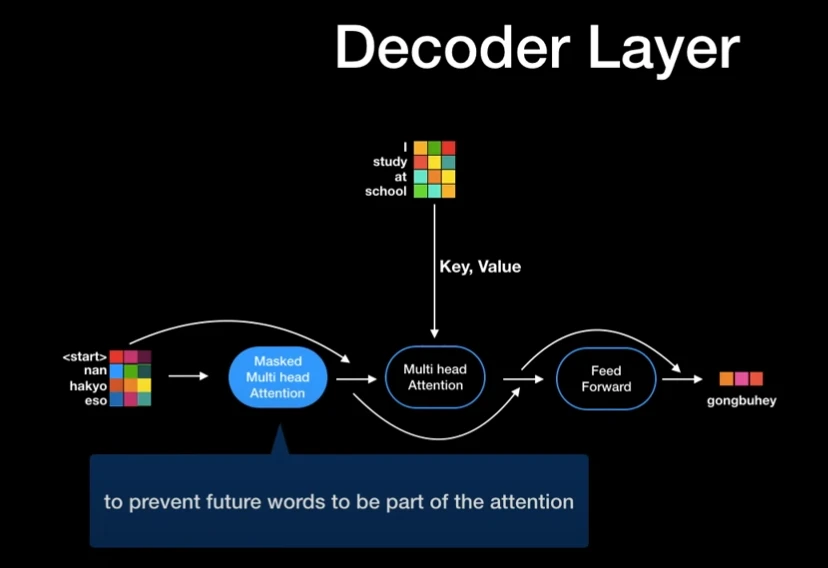 Decoder Layer
I
study
at
school
Key, Value
<start>
nan
hakyo
eso
Masked
Multi head
Attention
Multi head
Attention
Feed
Forward
gongbuhey
to prevent future words to be part of the attention